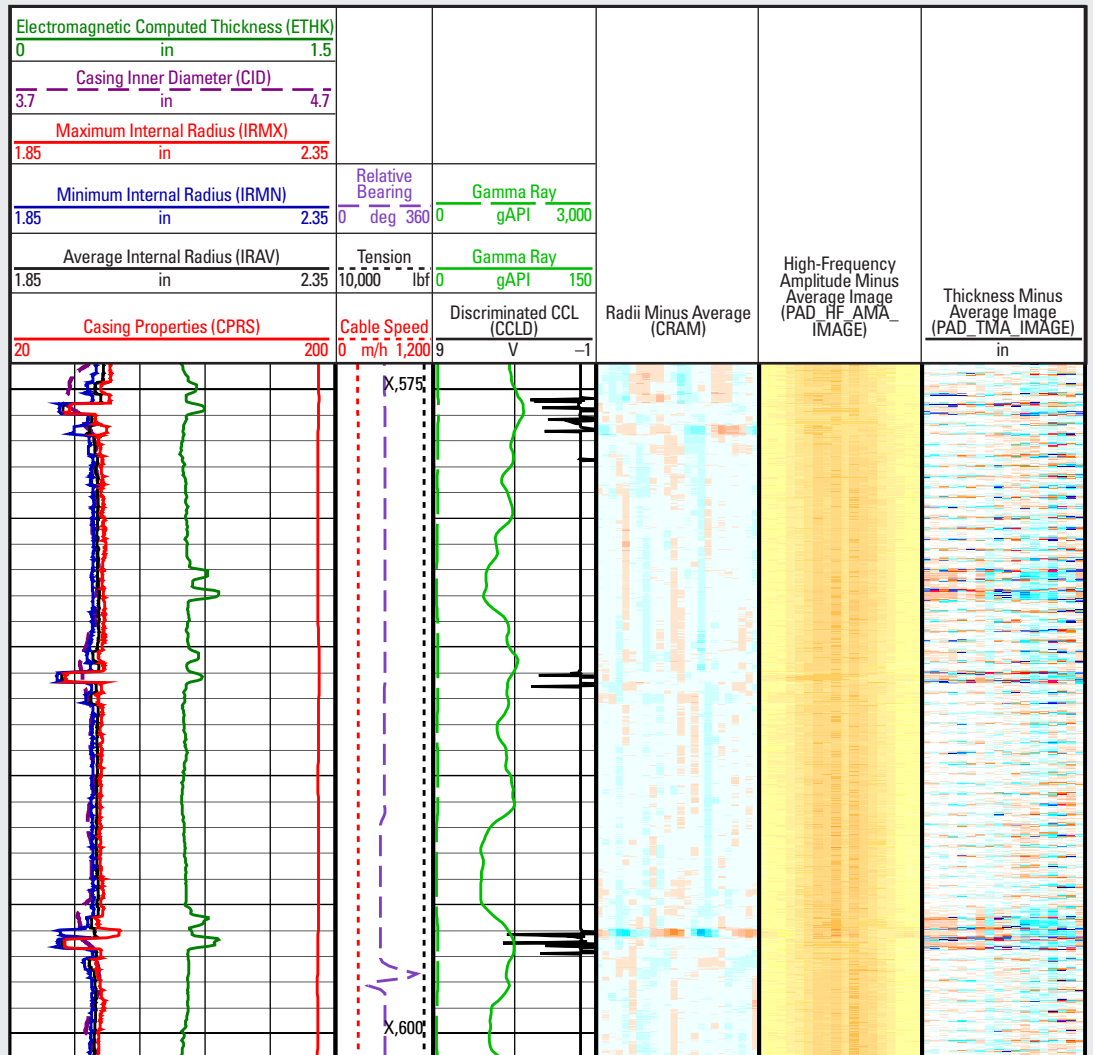 Electromagnetic Computed Thickness (ETHK)
0 in 1.5
Casing Inner Diameter (CID)
3.7 in 4.7
Maximum Internal Radius (IRMX)
1.85 in 2.35
Minimum Internal Radius (IRMN)
1.85 in 2.35
Average Internal Radius (IRAV)
1.85 in 2.35
Casing Properties (CPRS)
20 200
Relative
Bearing
0 deg 360
Tension
10,000 lbf
Cable Speed
0 m/h 1,200
Gamma Ray
0 gAPI 3,000
Gamma Ray
0 gAPI 150
Discriminated CCL
(CCLD)
9 V –1
Radii Minus Average
(CRAM)
High-Frequency
Amplitude Minus
Average Image
(PAD_HF_AMA_
IMAGE)
Thickness Minus
Average Image
(PAD_TMA_IMAGE)
in
X,575
X,600